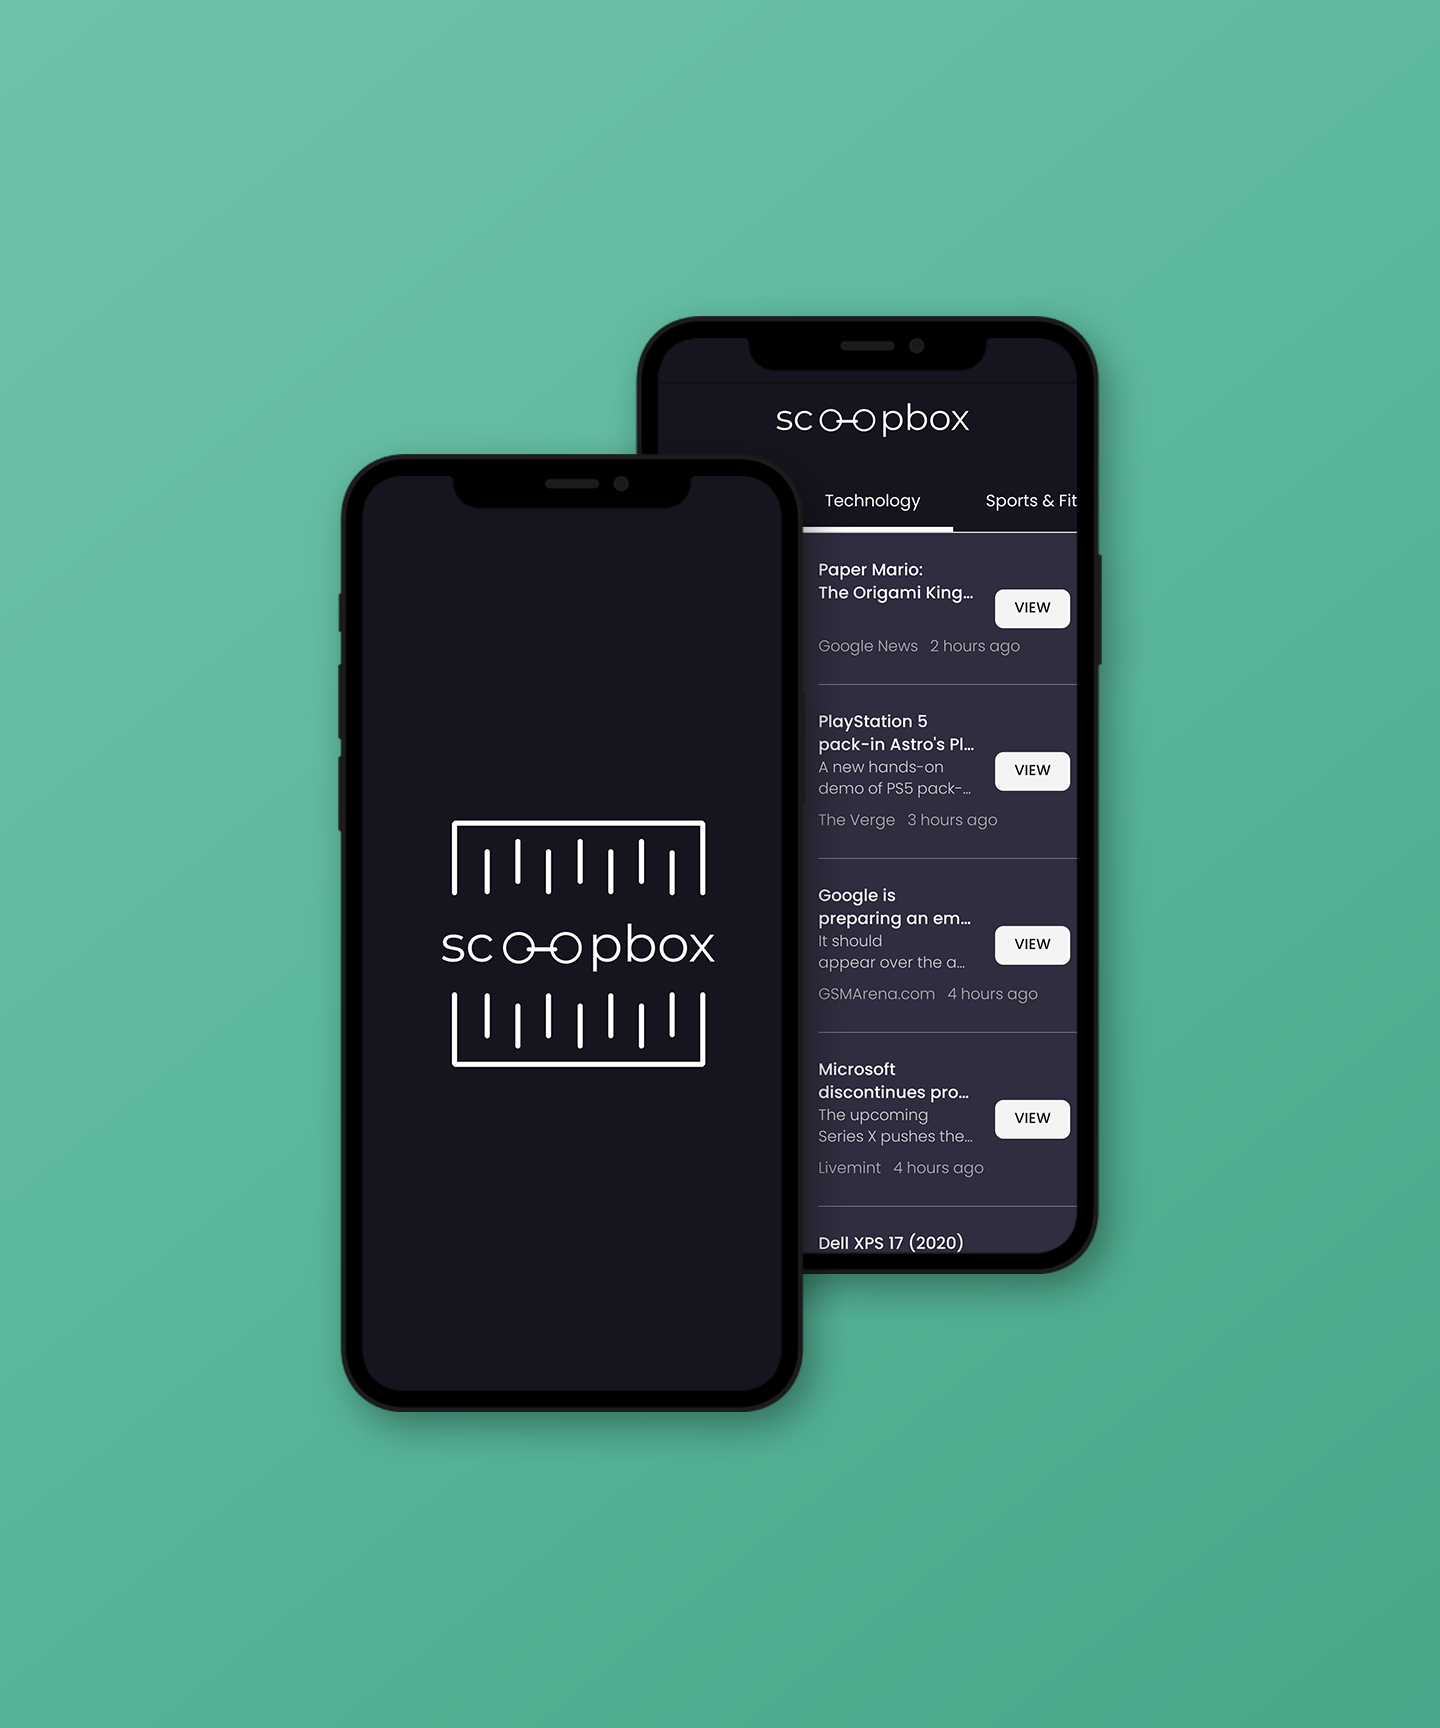 scoopbox
Technology
Sports & Fit
Paper Mario:
The Origami King...
VIEW
Google News 2 hours ago
PlayStation 5
pack-in Astro's Pl...
A new hands-on
demo of PS5 pack-...
VIEW
The Verge 3 hours ago
Google is
preparing an em...
It should
appear over the a...
VIEW
GSMArena.com 4 hours ago
Microsoft
discontinues pro...
The upcoming
Series X pushes the...
VIEW
Livemint 4 hours ago
Dell XPS 17 (2020)
scoopbox